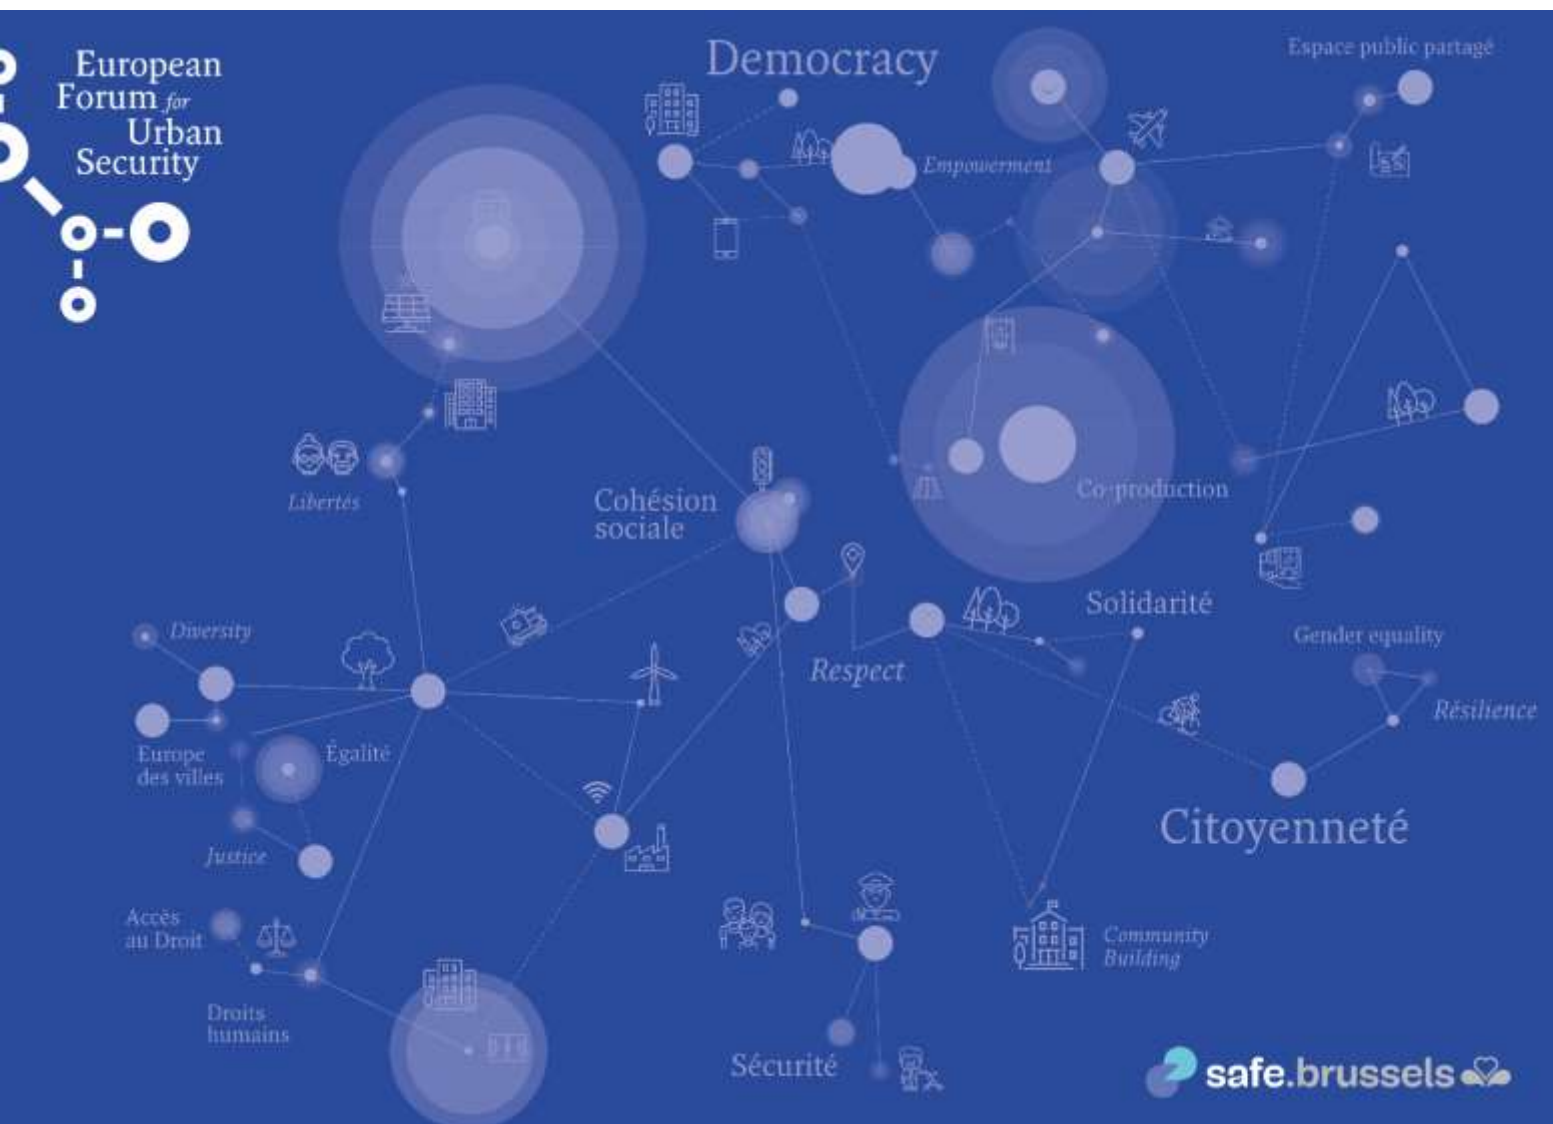 European
Forum for
Urban
Security
Democracy
Espace public partagé
Empowerment
Libertés
Cohésion
sociale
Co-production
Solidarité
Diversity
Gender equality
Respect
Résilience
Europe
des villes
Égalité
Citoyenneté
Justice
Accès
au Droit
Community
Building
Droits
humains
Sécurité
safe.brussels